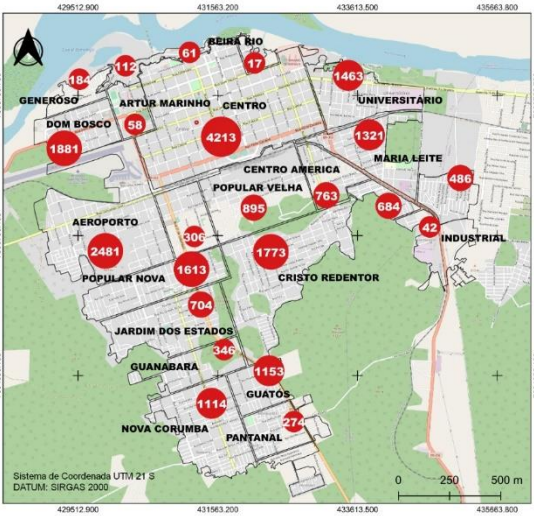 429512.900 431563.200 433613.500 435663.800
BEIRA RIO
61
112
17
184
1463
GENEROSO
ARTUR MARINHO
CENTRO
UNIVERSITÁRIO
DOM BOSCO
58
4213
1321
1881
MARIA LEITE
CENTRO AMERICA
486
POPULAR VELHA
763
895
684
AEROPORTO
42
306
INDUSTRIAL
2481
1773
1613
POPULAR NOVA
CRISTO REDENTOR
704
JARDIM DOS ESTADOS
346
GUANABARA
1153
GUATÓS
1114
274
NOVA CORUMBA
PANTANAL
Sistema de Coordenada UTM 21 S
DATUM: SIRGAS 2000
0 250 500 m
429512.900 431563.200 433613.500 435663.800